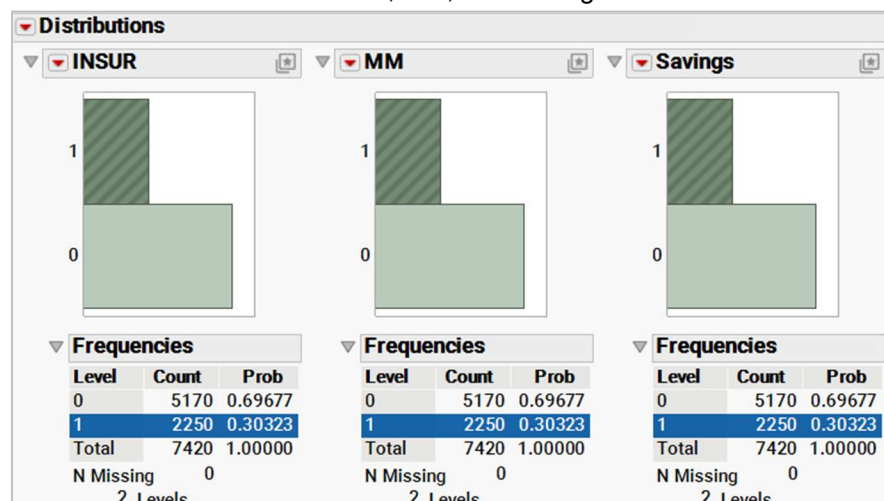 Distributions
INSUR
1
0
Frequencies
Level Count Prob
0 5170 0.69677
1 2250 0.30323
Total 7420 1.00000
N Missing 0
2 Levels
MM
1
0
Frequencies
Level Count Prob
0 5170 0.69677
1 2250 0.30323
Total 7420 1.00000
N Missing 0
2 Levels
Savings
1
0
Frequencies
Level Count Prob
0 5170 0.69677
1 2250 0.30323
Total 7420 1.00000
N Missing 0
2 Levels